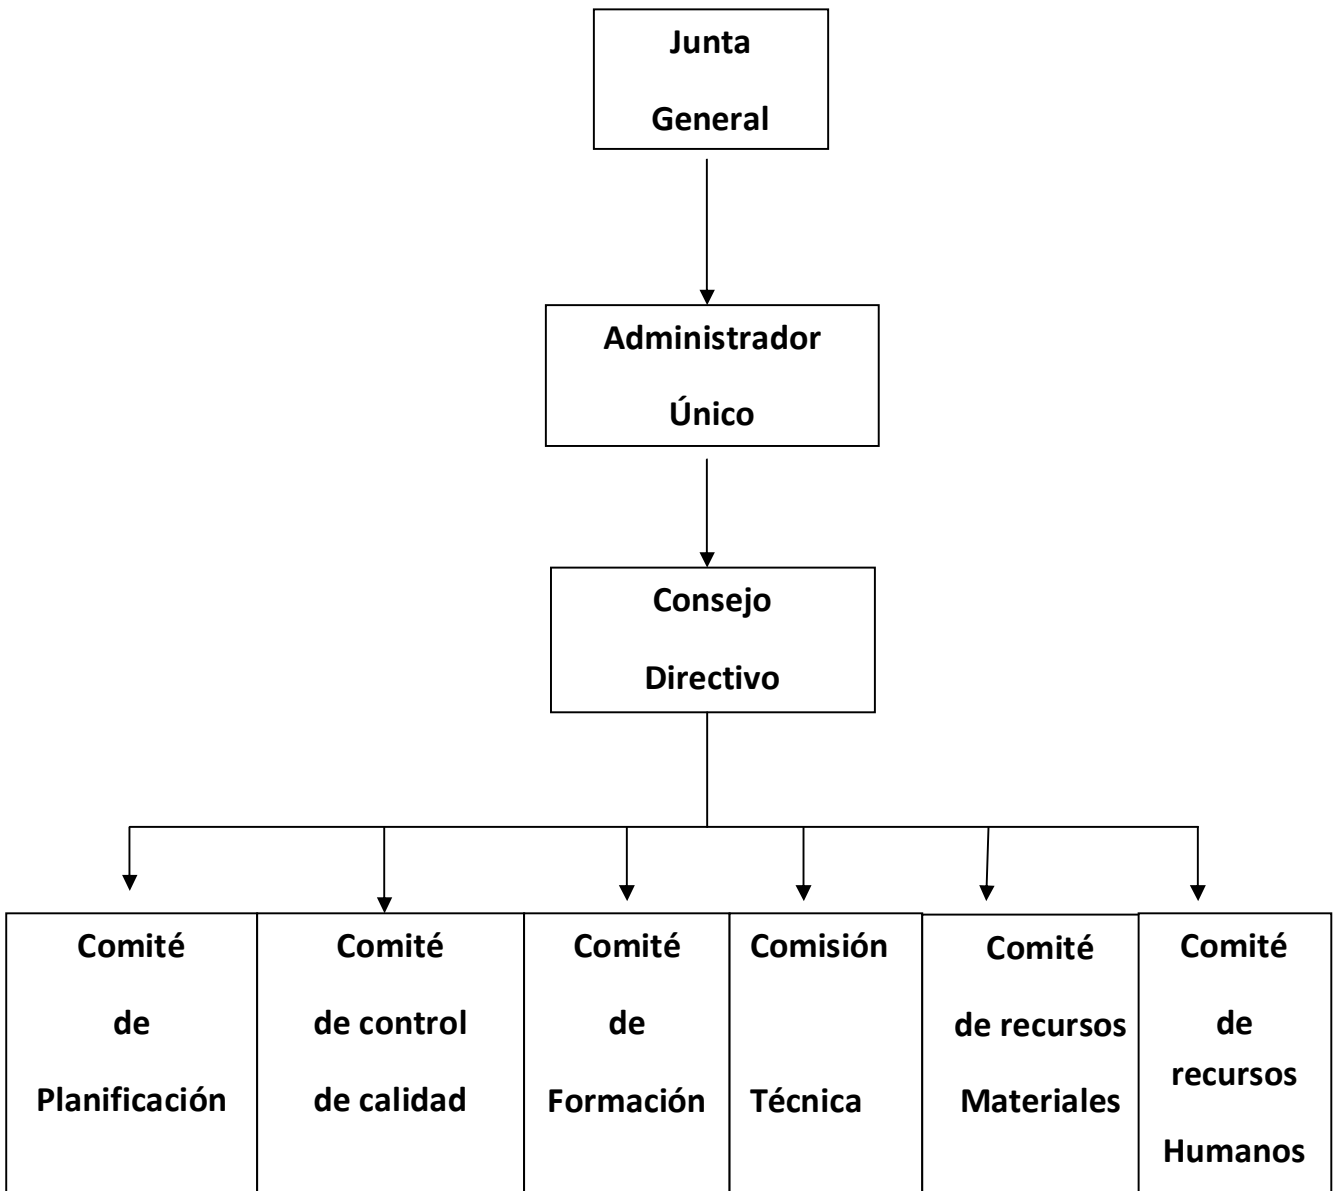 Junta
General
Administrador
Único
Consejo
Directivo
Comité
de
Planificación
Comité
de control
de calidad
Comité
de
Formación
Comisión
Técnica
Comité
de recursos
Materiales
Comité
de
recursos
Humanos